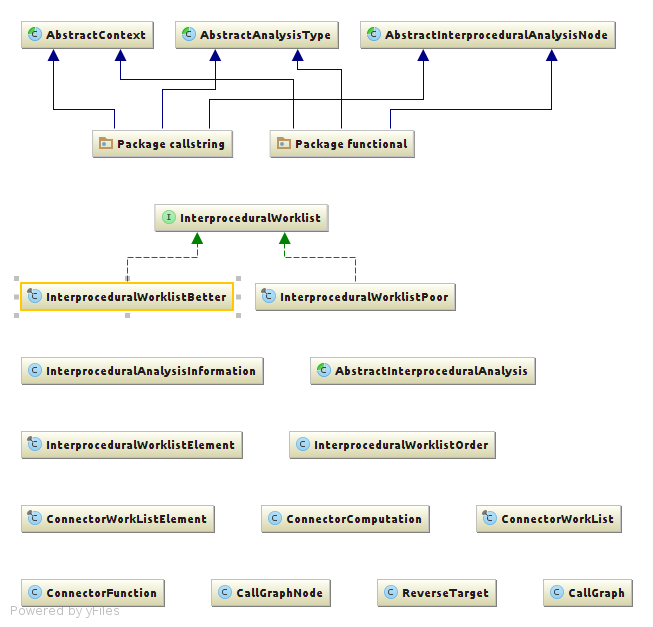 AbstractContext AbstractAnalysisType AbstractInterproceduralAnalysisNode
Package callstring Package functional
InterproceduralWorklist
InterproceduralWorklistBetter InterproceduralWorklistPoor
InterproceduralAnalysisInformation AbstractInterproceduralAnalysis
InterproceduralWorklistElement InterproceduralWorklistOrder
ConnectorWorkListElement ConnectorComputation ConnectorWorkList
ConnectorFunction CallGraphNode ReverseTarget CallGraph
Powered by yFiles